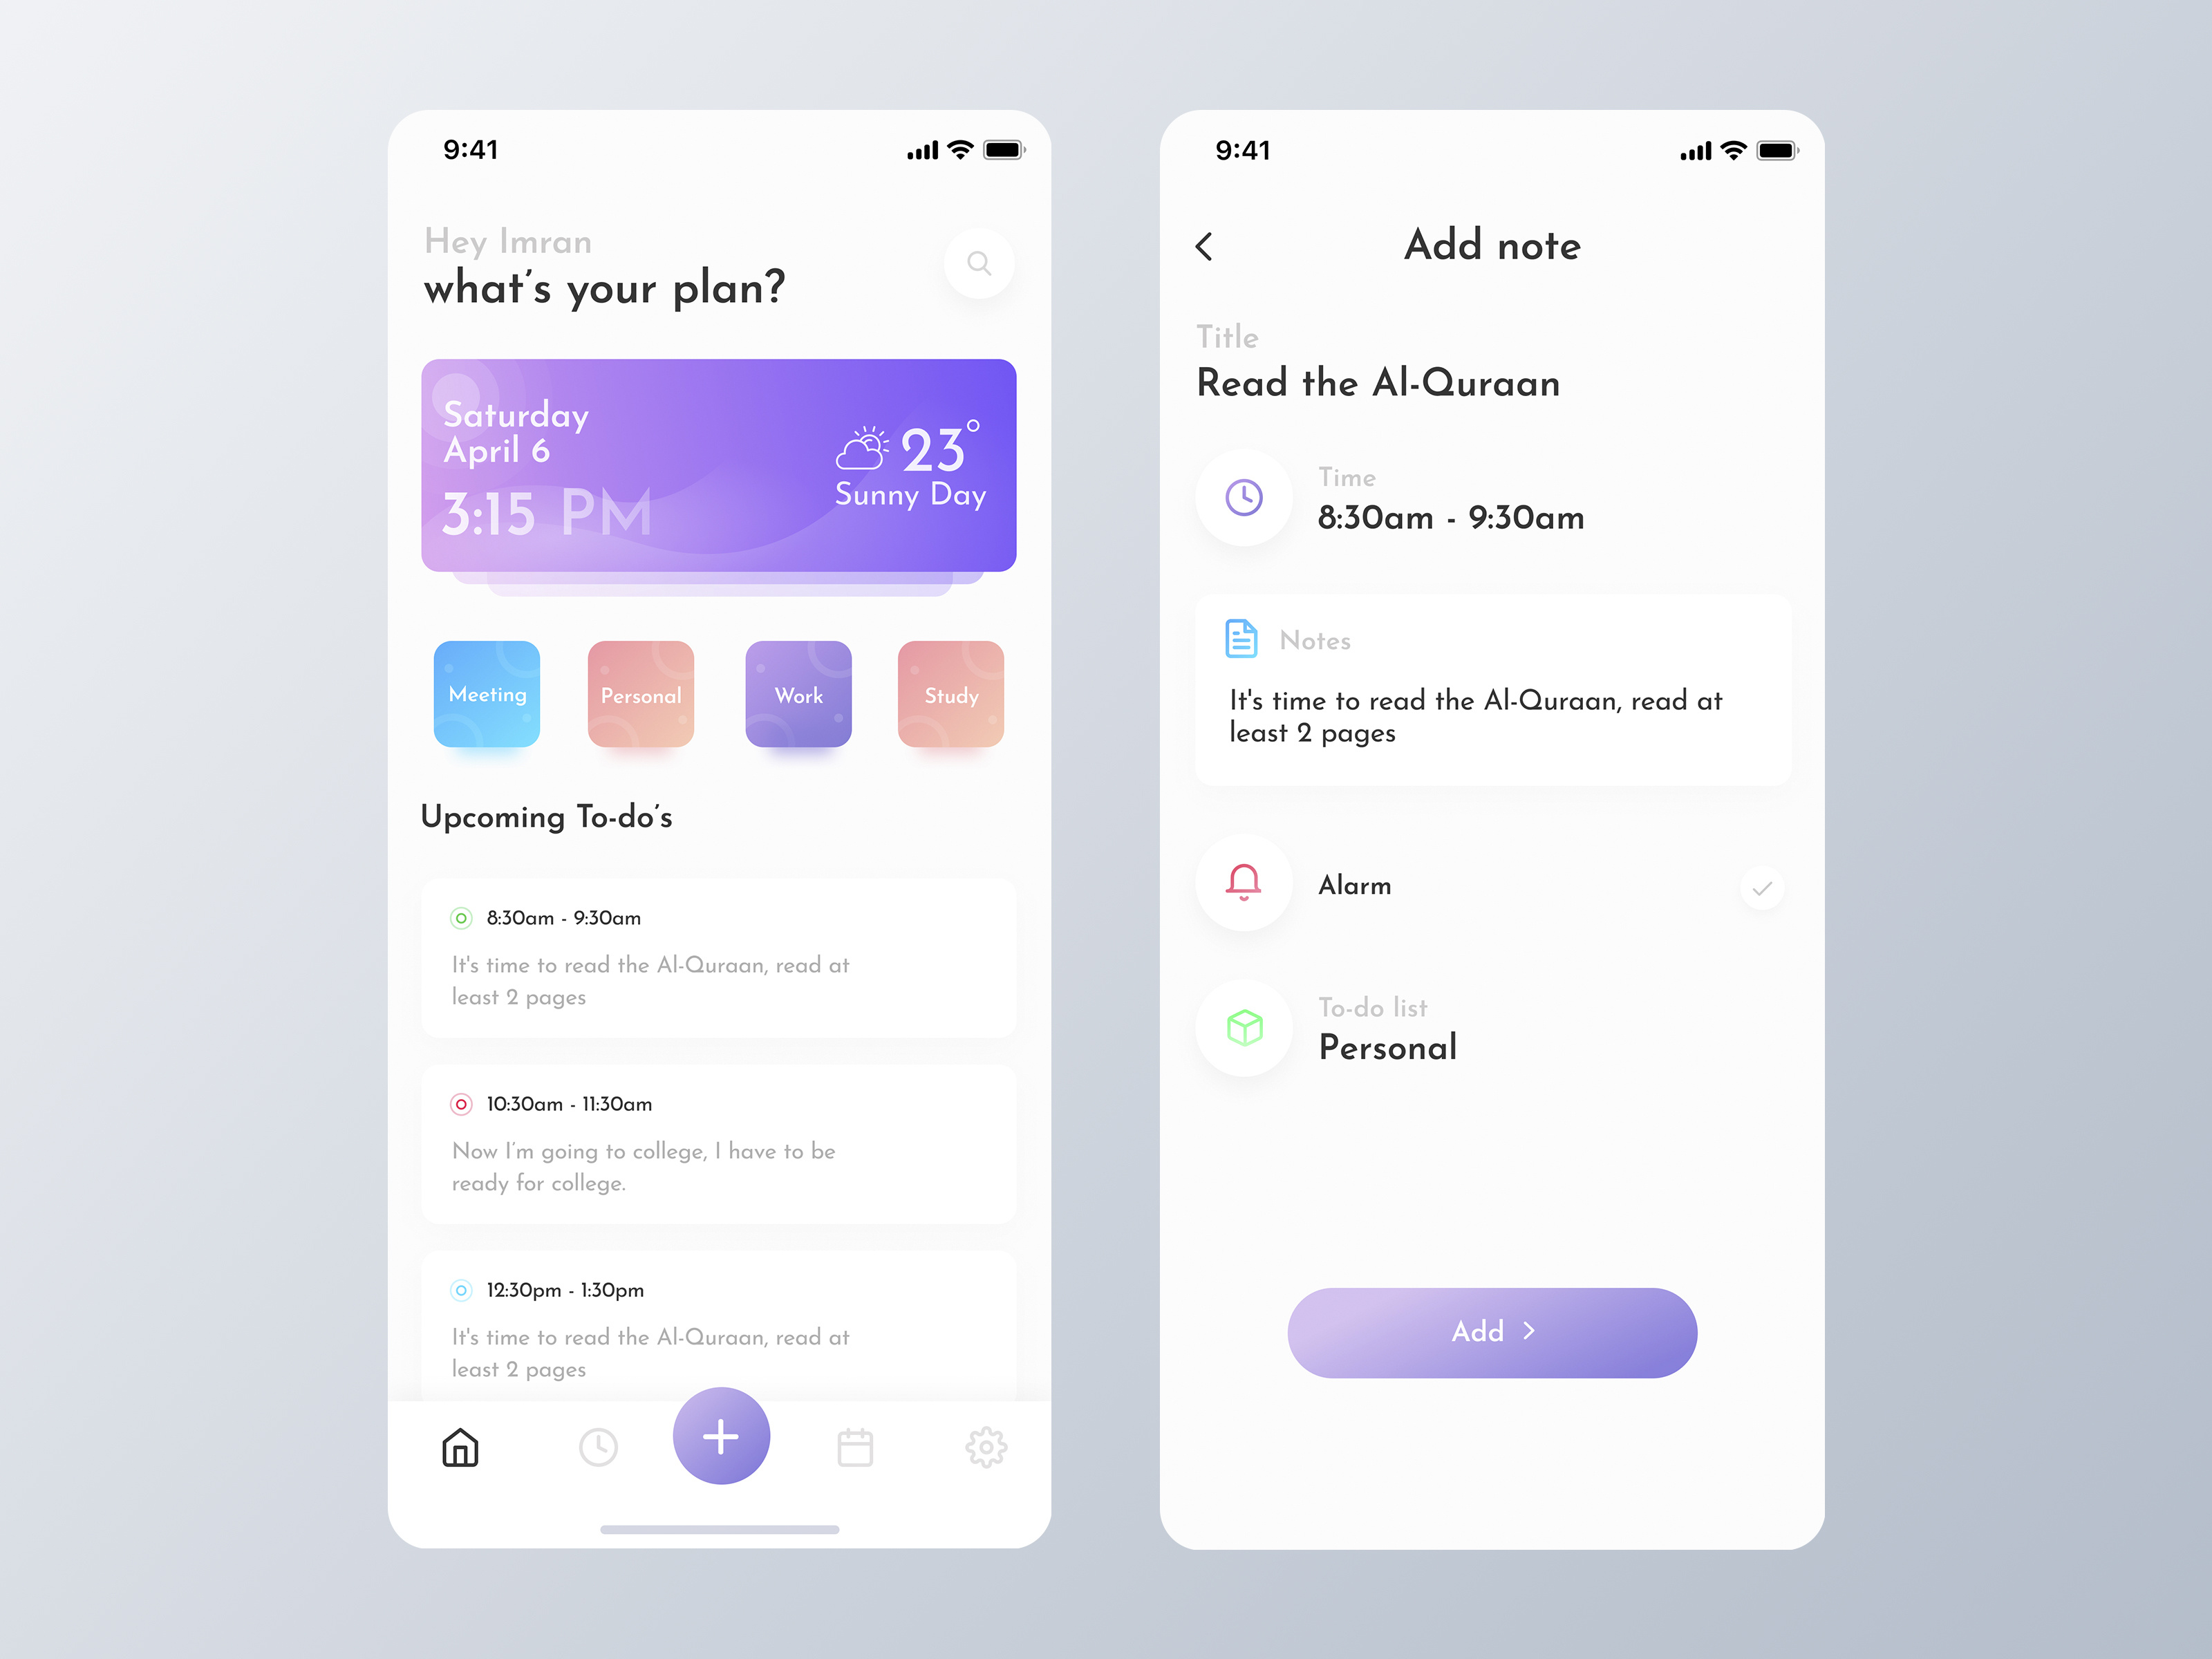 9:41
Hey Imran
what’s your plan?
Saturday
April 6
3:15 PM
23°
Sunny Day
Meeting
Personal
Work
Study
Upcoming To-do’s
8:30am - 9:30am
It's time to read the Al-Quraan, read at
least 2 pages
10:30am - 11:30am
Now I’m going to college, I have to be
ready for college.
12:30pm - 1:30pm
It's time to read the Al-Quraan, read at
least 2 pages
9:41
Add note
Title
Read the Al-Quraan
Time
8:30am - 9:30am
Notes
It's time to read the Al-Quraan, read at
least 2 pages
Alarm
To-do list
Personal
Add